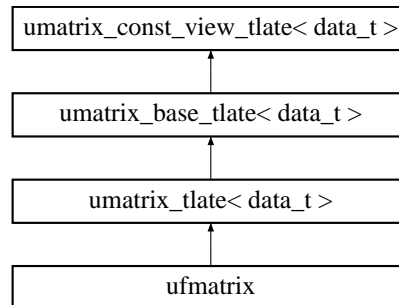 umatrix_const_view_tlate< data_t >
umatrix_base_tlate< data_t >
umatrix_tlate< data_t >
ufmatrix